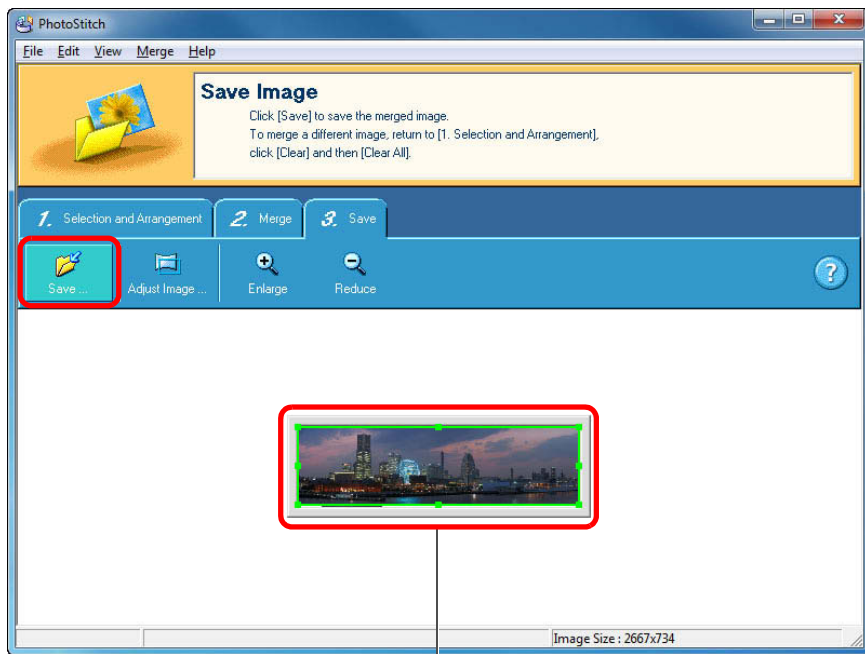 PhotoStitch
File Edit View Merge Help
Save Image
Click [Save] to save the merged image.
To merge a different image, return to [1. Selection and Arrangement],
click [Clear] and then [Clear All].
1. Selection and Arrangement 2. Merge 3. Save
Save ... Adjust Image ... Enlarge Reduce ?
Image Size : 2667x734